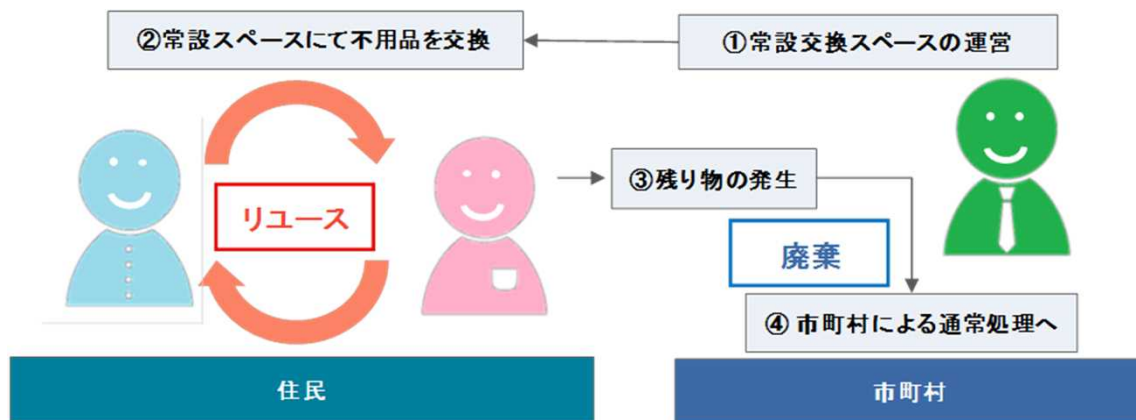 ②常設スペースにて不用品を交換
①常設交換スペースの運営
③残り物の発生
リユース
廃棄
④ 市町村による通常処理へ
住民
市町村